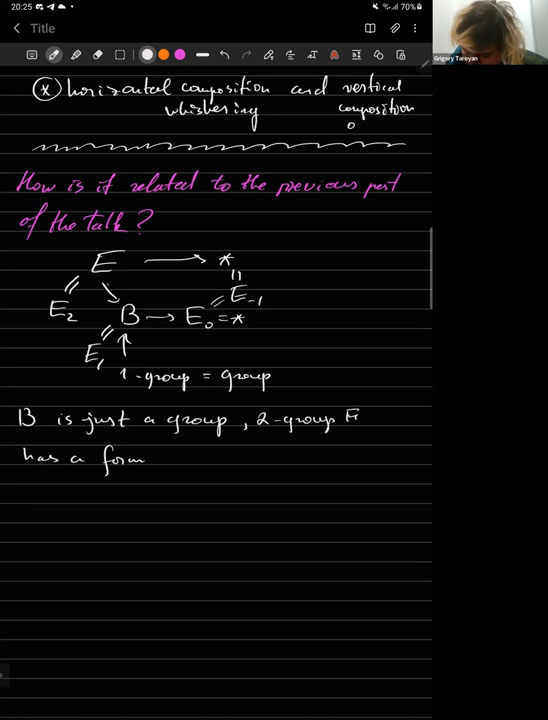 20:25
70%
Title
Grigory Taroyan
(x) horizontal composition and vertical
whiskering composition
o
How is it related to the previous part
of the talk?
E → *
E₂ B → E₀ = * E₋₁
E₁
1-group = group
B is just a group, 2-group E
has a form